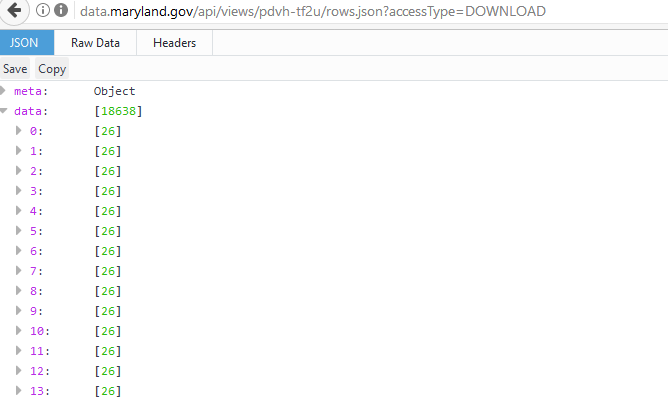 data.maryland.gov/api/views/pdvh-tf2u/rows.json?accessType=DOWNLOAD
JSON Raw Data Headers
Save Copy
meta: Object
data: [18638]
0: [26]
1: [26]
2: [26]
3: [26]
4: [26]
5: [26]
6: [26]
7: [26]
8: [26]
9: [26]
10: [26]
11: [26]
12: [26]
13: [26]